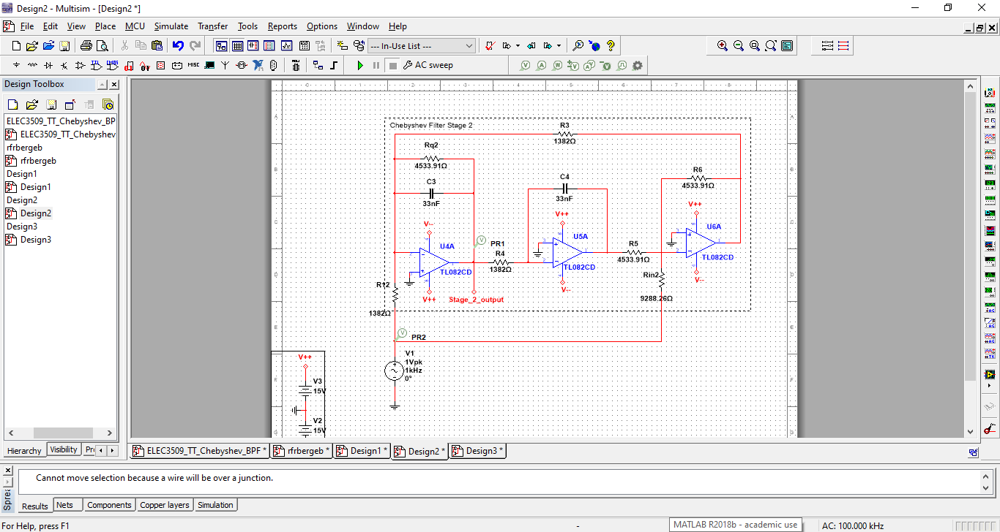 Design2 - Multisim - [Design2 *]
File Edit View Place MCU Simulate Transfer Tools Reports Options Window Help
--- In-Use List ---
MISC
AC sweep
Design Toolbox
ELEC3509_TT_Chebyshev_BP
ELEC3509_TT_Chebyshev
rfrbergeb
rfrbergeb
Design1
Design1
Design2
Design2
Design3
Design3
Hierarchy Visibility
Chebyshev Filter Stage 2
R3
1382Ω
Rq2
4533.91Ω
C3
33nF
C4
33nF
R6
4533.91Ω
V--
V++
V++
U4A
TL082CD
PR1
R4
1382Ω
U5A
TL082CD
R5
4533.91Ω
U6A
TL082CD
V++
Stage_2_output
V--
V--
Rin2
9288.26Ω
1382Ω
PR2
V1
1Vpk
1kHz
0°
V++
V3
15V
V2
15V
ELEC3509_TT_Chebyshev_BPF * rfrbergeb * Design1 * Design2 * Design3 *
Cannot move selection because a wire will be over a junction.
Results Nets Components Copper layers Simulation
For Help, press F1 - MATLAB R2018b - academic use AC: 100.000 kHz